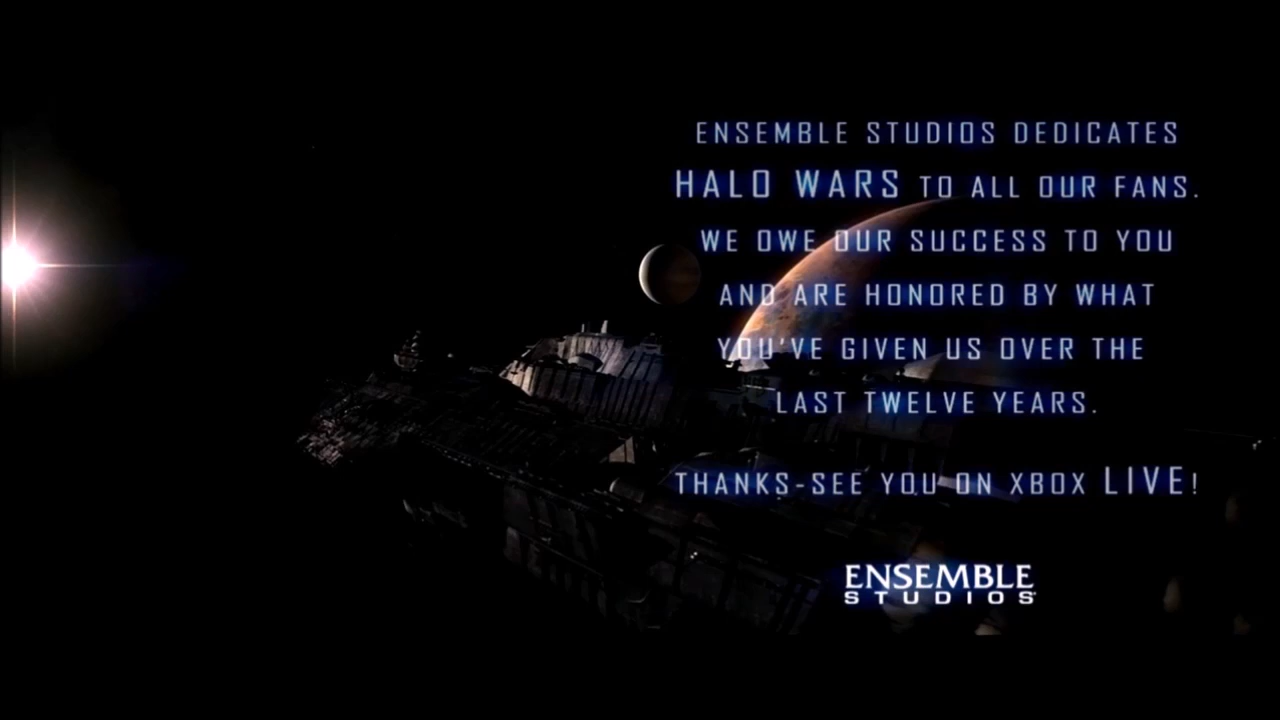 ENSEMBLE STUDIOS DEDICATES
HALO WARS TO ALL OUR FANS.
WE OWE OUR SUCCESS TO YOU
AND ARE HONORED BY WHAT
YOU'VE GIVEN US OVER THE
LAST TWELVE YEARS.
THANKS-SEE YOU ON XBOX LIVE!
ENSEMBLE
STUDIOS